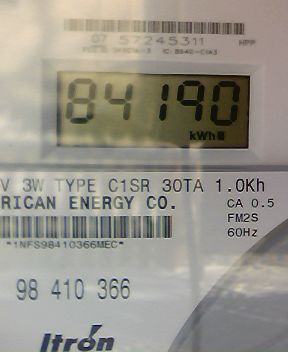 07 57245311 HPP
84190
kWh
V 3W TYPE C1SR 30TA 1.0Kh
RICAN ENERGY CO. CA 0.5
FM2S
*1NFS98410366MEC* 60Hz
98 410 366
Itron